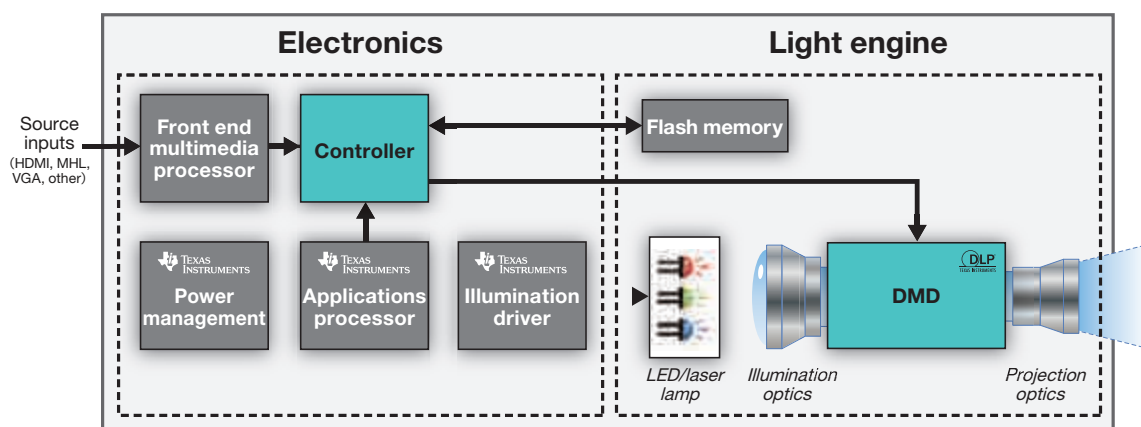 Electronics
Light engine
Source
inputs
(HDMI, MHL,
VGA, other)
Front end
multimedia
processor
Controller
Flash memory
TEXAS
INSTRUMENTS
Power
management
TEXAS
INSTRUMENTS
Applications
processor
TEXAS
INSTRUMENTS
Illumination
driver
DLP
TEXAS INSTRUMENTS
DMD
LED/laser
lamp
Illumination
optics
Projection
optics